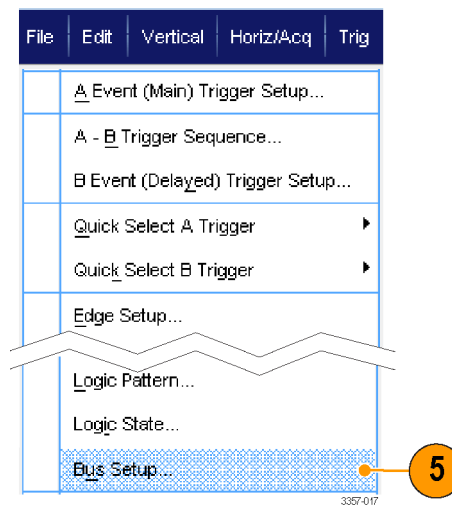 File Edit Vertical Horiz/Acq Trig
A Event (Main) Trigger Setup...
A - B Trigger Sequence...
B Event (Delayed) Trigger Setup...
Quick Select A Trigger
Quick Select B Trigger
Edge Setup...
Logic Pattern...
Logic State...
Bus Setup...
5
3357-017